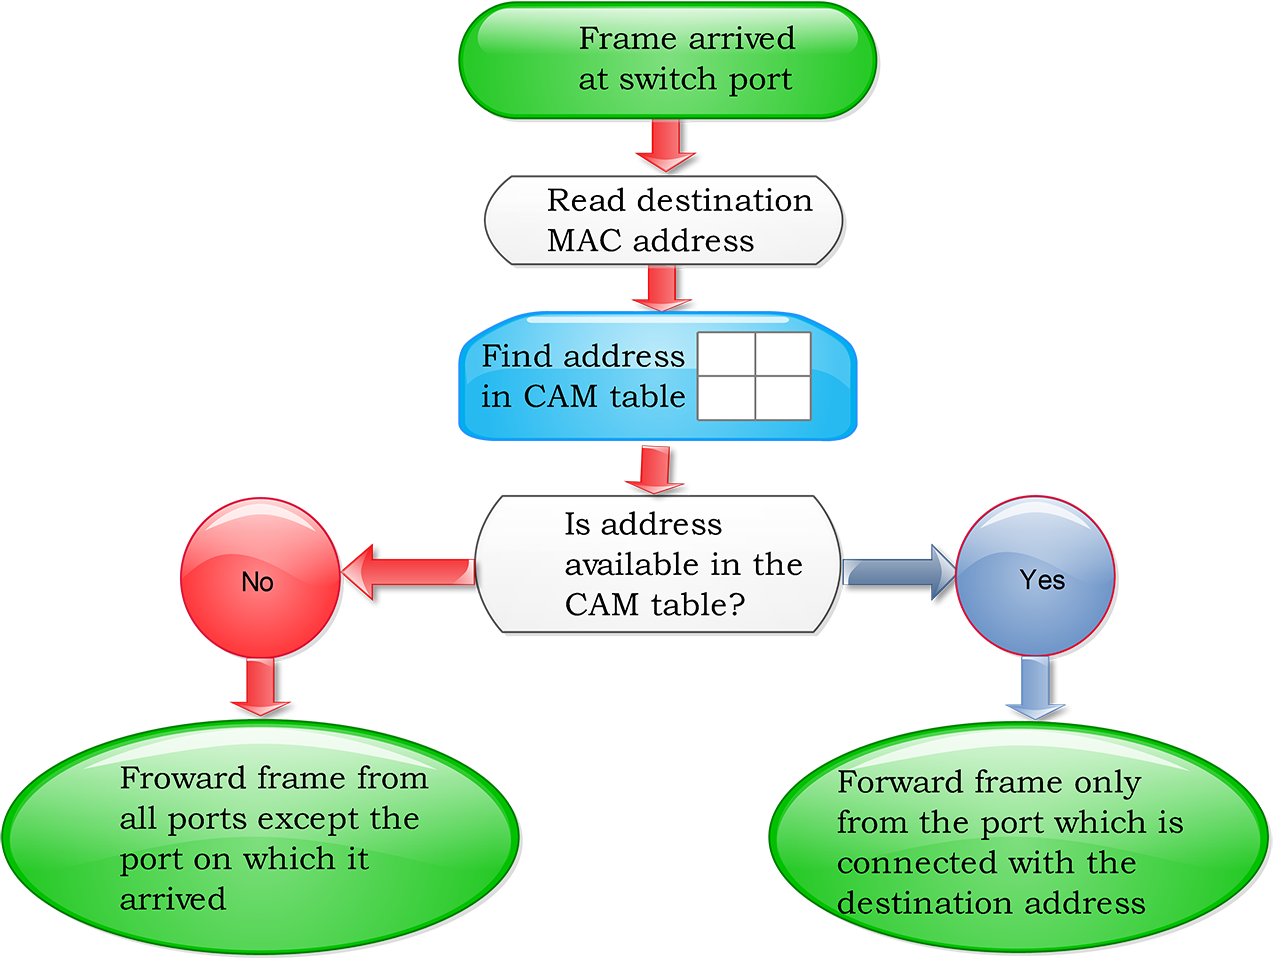 Frame arrived
at switch port
Read destination
MAC address
Find address
in CAM table
Is address
available in the
CAM table?
No
Yes
Froward frame from
all ports except the
port on which it
arrived
Forward frame only
from the port which is
connected with the
destination address